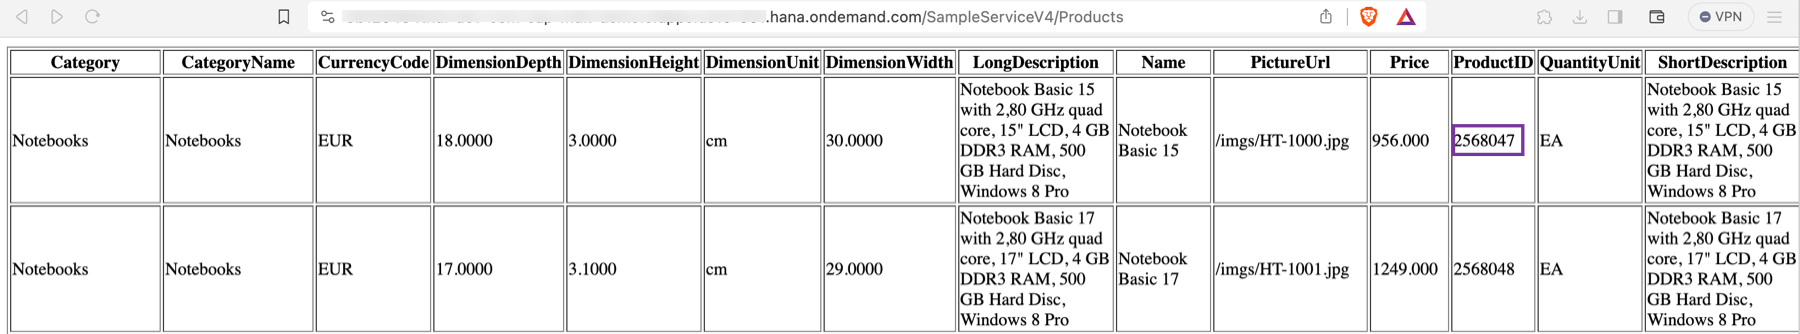 .hana.ondemand.com/SampleServiceV4/Products
VPN
Category CategoryName CurrencyCode DimensionDepth DimensionHeight DimensionUnit DimensionWidth LongDescription Name PictureUrl Price ProductID QuantityUnit ShortDescription
Notebooks Notebooks EUR 18.0000 3.0000 cm 30.0000
Notebook Basic 15
with 2,80 GHz quad
core, 15" LCD, 4 GB
DDR3 RAM, 500
GB Hard Disc,
Windows 8 Pro
Notebook
Basic 15
/imgs/HT-1000.jpg 956.000 2568047 EA
Notebook Basic 15
with 2,80 GHz quad
core, 15" LCD, 4 GB
DDR3 RAM, 500
GB Hard Disc,
Windows 8 Pro
Notebooks Notebooks EUR 17.0000 3.1000 cm 29.0000
Notebook Basic 17
with 2,80 GHz quad
core, 17" LCD, 4 GB
DDR3 RAM, 500
GB Hard Disc,
Windows 8 Pro
Notebook
Basic 17
/imgs/HT-1001.jpg 1249.000 2568048 EA
Notebook Basic 17
with 2,80 GHz quad
core, 17" LCD, 4 GB
DDR3 RAM, 500
GB Hard Disc,
Windows 8 Pro